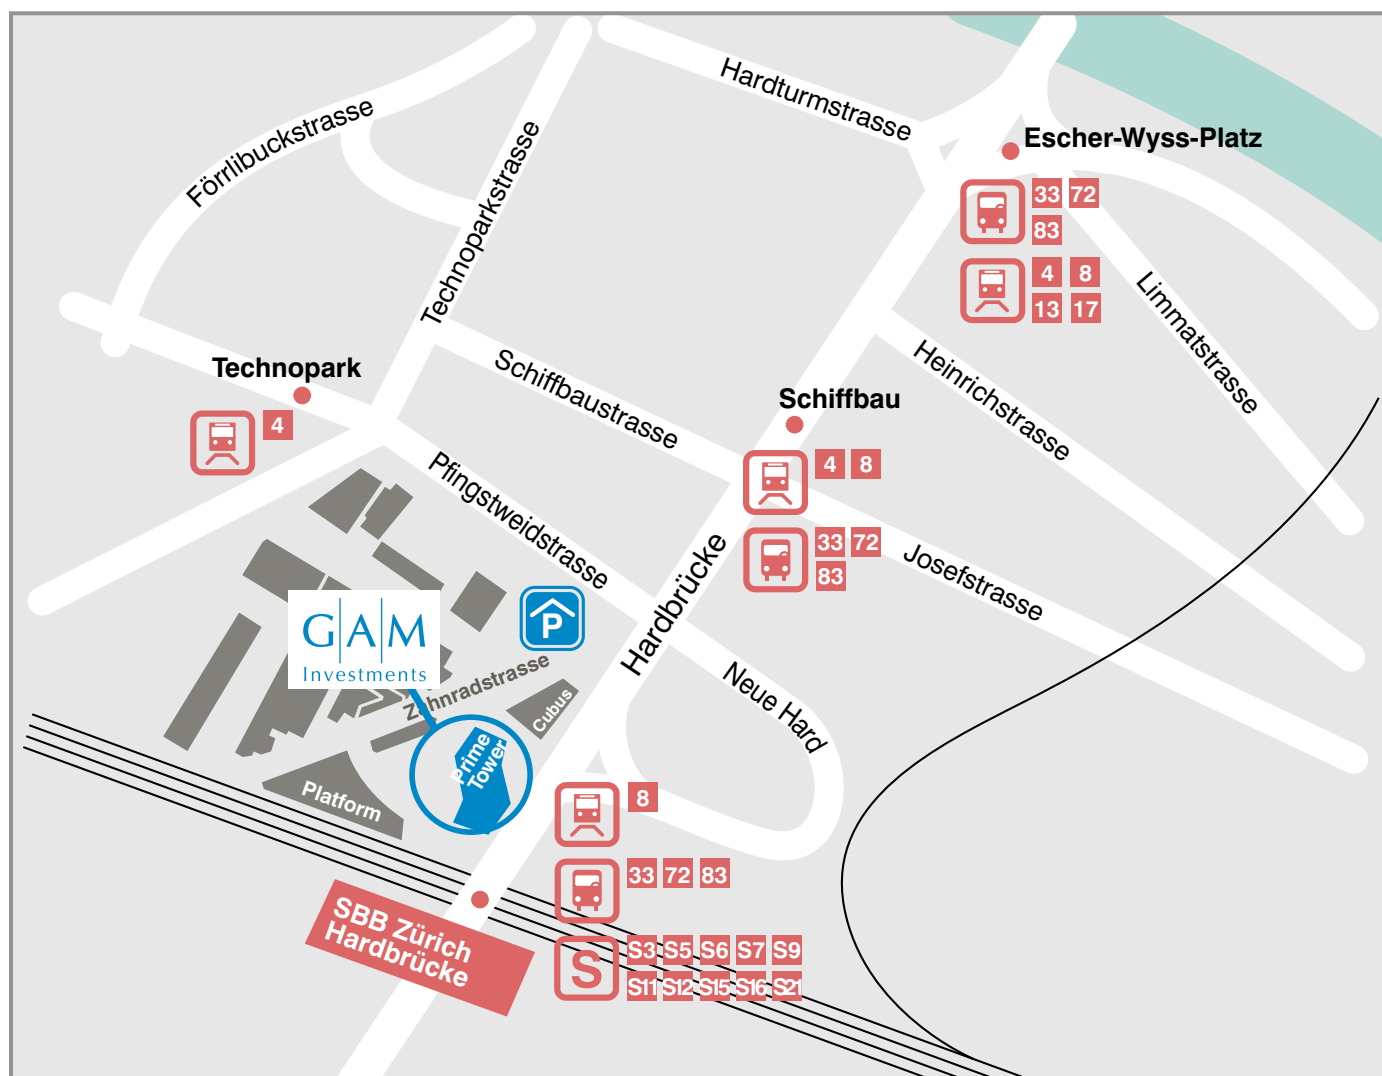 Hardturmstrasse
Escher-Wyss-Platz
33 72
83
4 8
13 17
Förrlibuckstrasse
Technoparkstrasse
Limmatstrasse
Heinrichstrasse
Technopark
4
Schiffbaustrasse
Schiffbau
4 8
33 72
83
Josefstrasse
Pfingstweidstrasse
Hardbrücke
Neue Hard
P
G|A|M
Investments
Zahnradstrasse
Cubus
Prime
Tower
Platform
8
33 72 83
S
S3 S5 S6 S7 S9
S11 S12 S15 S16 S21
SBB Zürich
Hardbrücke